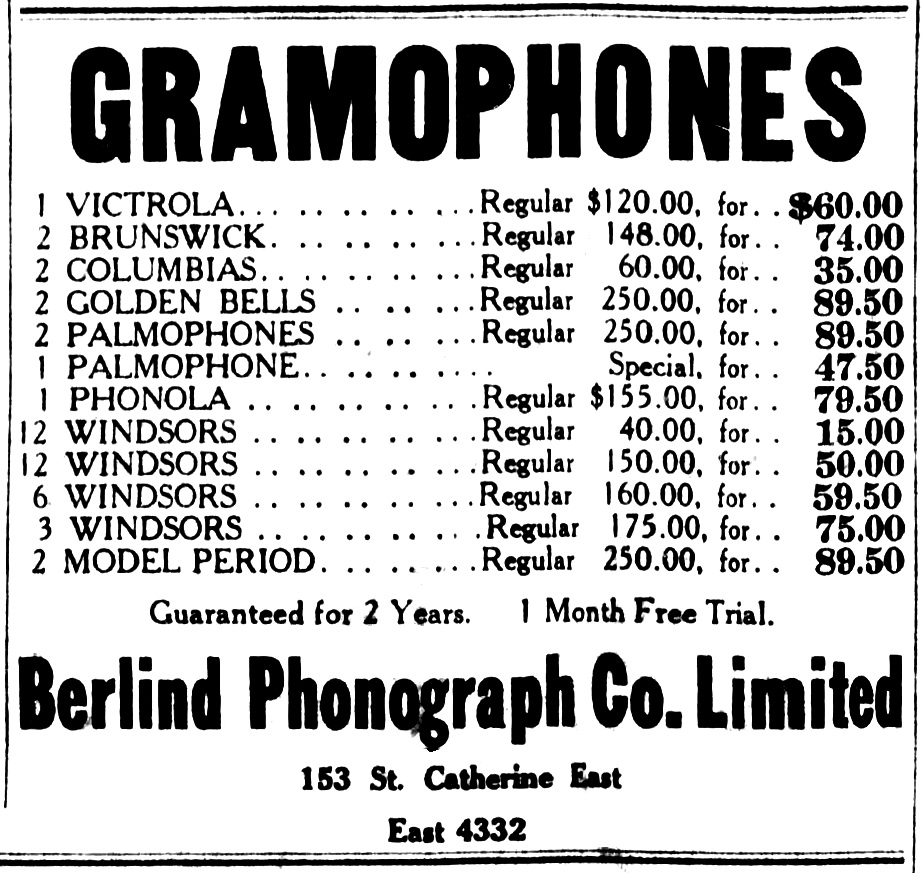 GRAMOPHONES
1 VICTROLA... .. .. .. .. ...Regular $120.00, for.. .$60.00
2 BRUNSWICK. .. .. .. .. ...Regular 148.00, for.. 74.00
2 COLUMBIAS.. .. .. .. .. ...Regular 60.00, for.. 35.00
2 GOLDEN BELLS .. .. .. ...Regular 250.00, for.. 89.50
2 PALMOPHONES .. .. .. ...Regular 250.00, for.. 89.50
1 PALMOPHONE.. .. .. .. .. Special, for.. 47.50
1 PHONOLA .. .. .. .. .. ...Regular $155.00, for.. 79.50
12 WINDSORS .. .. .. .. .. ...Regular 40.00, for.. 15.00
12 WINDSORS .. .. .. .. .. ...Regular 150.00, for.. 50.00
6 WINDSORS .. .. .. .. .. ...Regular 160.00, for.. 59.50
3 WINDSORS .. .. .. .. .. ...Regular 175.00, for.. 75.00
2 MODEL PERIOD. .. .. .. ...Regular 250.00, for.. 89.50
Guaranteed for 2 Years. 1 Month Free Trial.
Berlind Phonograph Co. Limited
153 St. Catherine East
East 4332